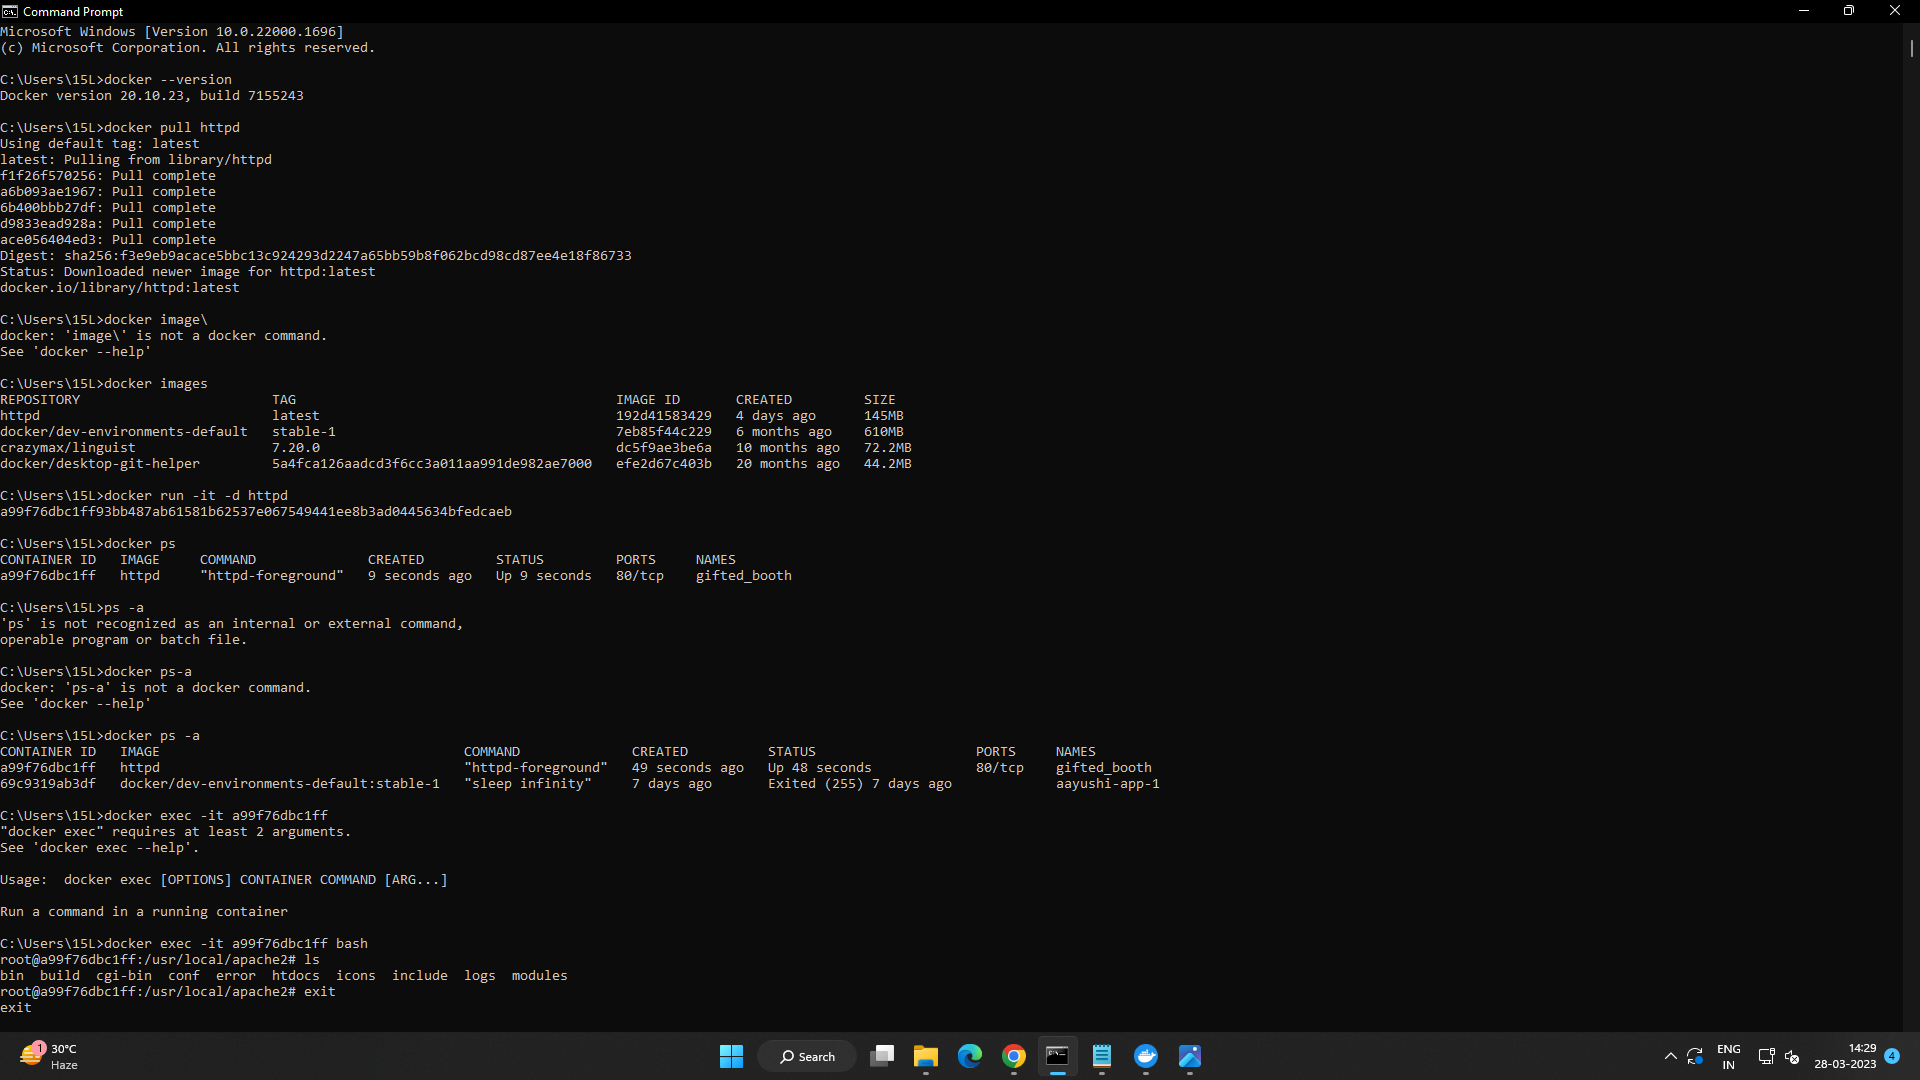 Command Prompt
Microsoft Windows [Version 10.0.22000.1696]
(c) Microsoft Corporation. All rights reserved.
C:\Users\15L>docker --version
Docker version 20.10.23, build 7155243
C:\Users\15L>docker pull httpd
Using default tag: latest
latest: Pulling from library/httpd
f1f26f570256: Pull complete
a6b093ae1967: Pull complete
6b400bbb27df: Pull complete
d9833ead928a: Pull complete
ace056404ed3: Pull complete
Digest: sha256:f3e9eb9acace5bbc13c924293d2247a65bb59b8f062bcd98cd87ee4e18f86733
Status: Downloaded newer image for httpd:latest
docker.io/library/httpd:latest
C:\Users\15L>docker image\
docker: 'image\' is not a docker command.
See 'docker --help'
C:\Users\15L>docker images
REPOSITORY TAG IMAGE ID CREATED SIZE
httpd latest 192d41583429 4 days ago 145MB
docker/dev-environments-default stable-1 7eb85f44c229 6 months ago 610MB
crazymax/linguist 7.20.0 dc5f9ae3be6a 10 months ago 72.2MB
docker/desktop-git-helper 5a4fca126aadcd3f6cc3a011aa991de982ae7000 efe2d67c403b 20 months ago 44.2MB
C:\Users\15L>docker run -it -d httpd
a99f76dbc1ff93bb487ab61581b62537e067549441ee8b3ad0445634bfedcaeb
C:\Users\15L>docker ps
CONTAINER ID IMAGE COMMAND CREATED STATUS PORTS NAMES
a99f76dbc1ff httpd "httpd-foreground" 9 seconds ago Up 9 seconds 80/tcp gifted_booth
C:\Users\15L>ps -a
'ps' is not recognized as an internal or external command,
operable program or batch file.
C:\Users\15L>docker ps-a
docker: 'ps-a' is not a docker command.
See 'docker --help'
C:\Users\15L>docker ps -a
CONTAINER ID IMAGE COMMAND CREATED STATUS PORTS NAMES
a99f76dbc1ff httpd "httpd-foreground" 49 seconds ago Up 48 seconds 80/tcp gifted_booth
69c9319ab3df docker/dev-environments-default:stable-1 "sleep infinity" 7 days ago Exited (255) 7 days ago aayushi-app-1
C:\Users\15L>docker exec -it a99f76dbc1ff
"docker exec" requires at least 2 arguments.
See 'docker exec --help'.
Usage: docker exec [OPTIONS] CONTAINER COMMAND [ARG...]
Run a command in a running container
C:\Users\15L>docker exec -it a99f76dbc1ff bash
root@a99f76dbc1ff:/usr/local/apache2# ls
bin build cgi-bin conf error htdocs icons include logs modules
root@a99f76dbc1ff:/usr/local/apache2# exit
exit
1
30°C
Haze
Search
ENG
IN
14:29
28-03-2023
4